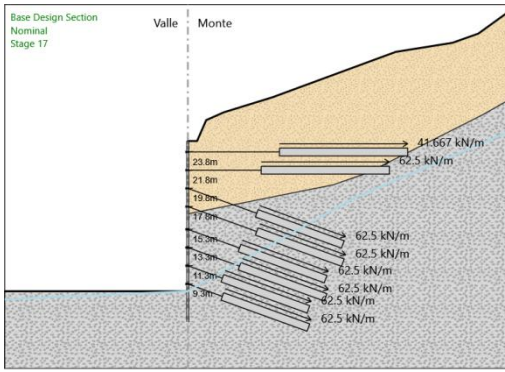 Base Design Section
Nominal
Stage 17
Valle
Monte
41.667 kN/m
23.8m
62.5 kN/m
21.8m
19.8m
17.8m
62.5 kN/m
15.3m
62.5 kN/m
13.3m
62.5 kN/m
11.3m
62.5 kN/m
9.3m
62.5 kN/m
62.5 kN/m